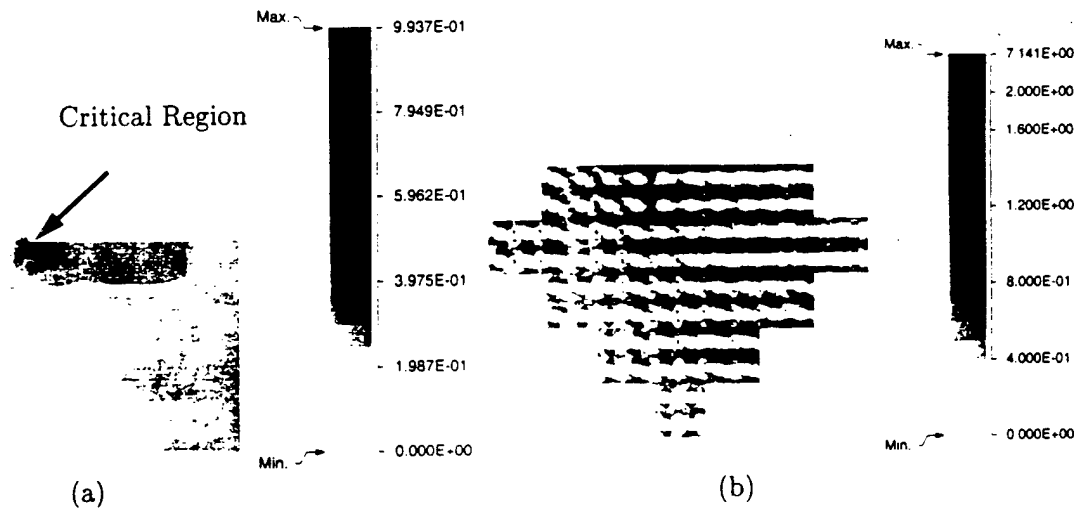 Max.
9.937E-01
7.949E-01
Critical Region
5.962E-01
3.975E-01
1.987E-01
Min.
0.000E+00
(a)
Max.
7 141E+00
2.000E+00
1.600E+00
1.200E+00
8.000E-01
4.000E-01
Min.
0 000E+00
(b)